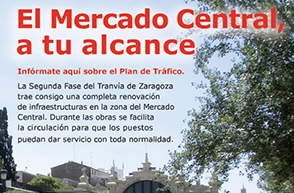 El Mercado Central,
a tu alcance
Infórmate aquí sobre el Plan de Tráfico.
La Segunda Fase del Tranvía de Zaragoza
trae consigo una completa renovación
de infraestructuras en la zona del Mercado
Central. Durante las obras se facilita
la circulación para que los puestos
puedan dar servicio con toda normalidad.